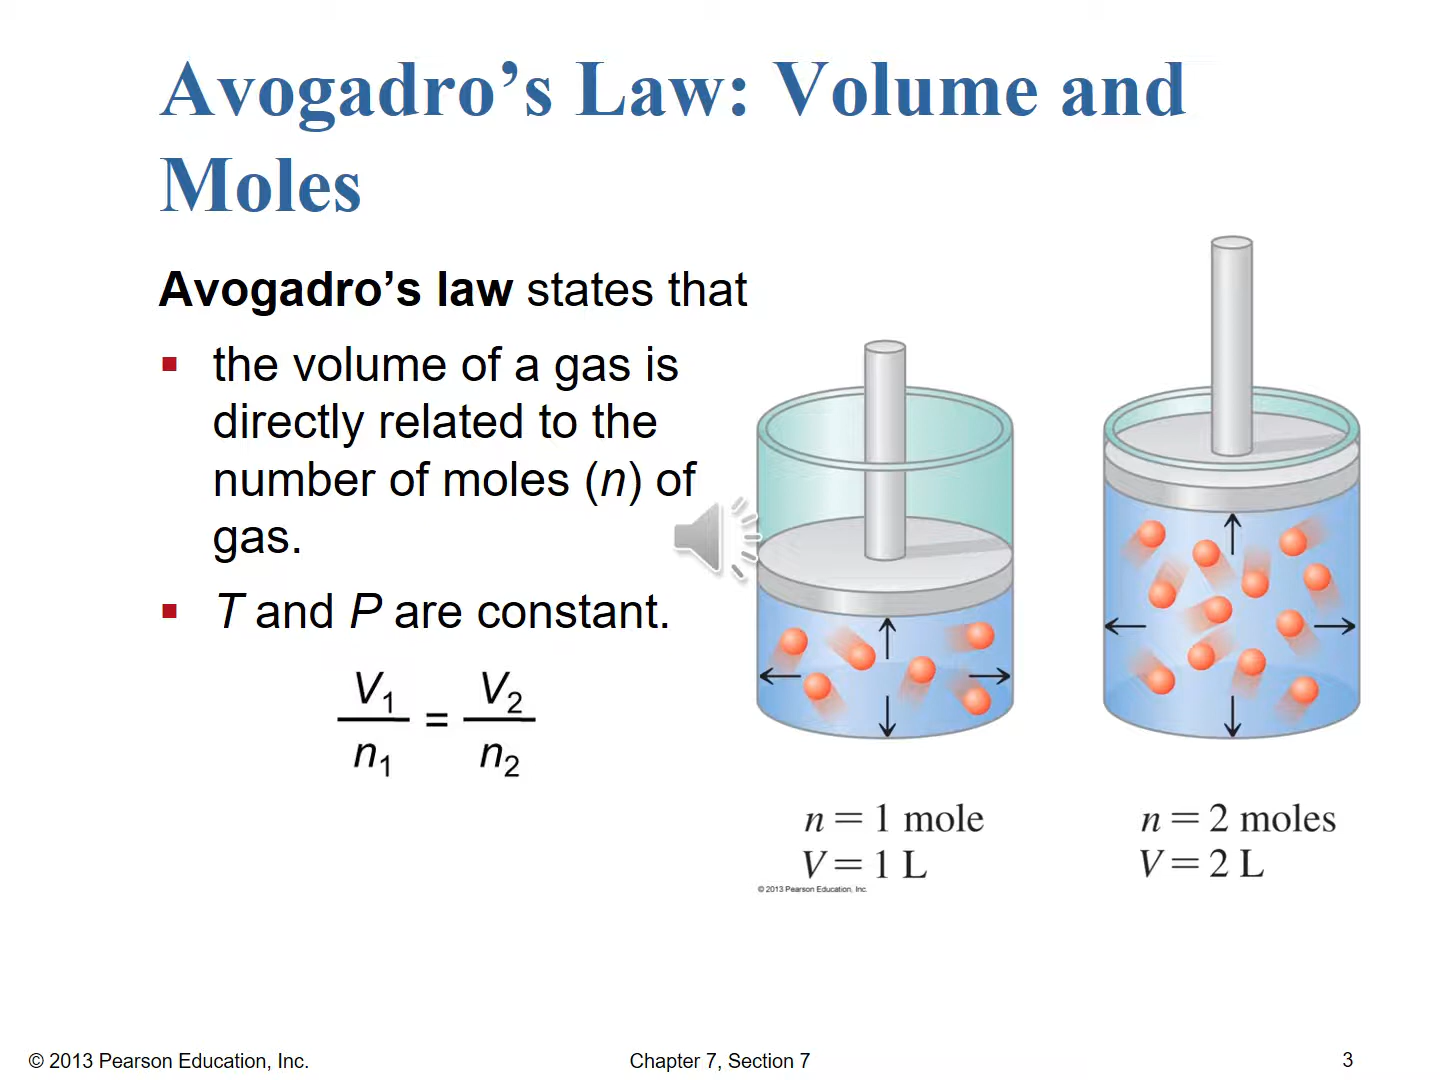 Avogadro’s Law: Volume and
Moles
Avogadro’s law states that
▪ the volume of a gas is
directly related to the
number of moles (n) of
gas.
▪ T and P are constant.
V₁ V₂
=
n₁ n₂
n = 1 mole
V = 1 L
© 2013 Pearson Education, Inc.
n = 2 moles
V = 2 L
© 2013 Pearson Education, Inc.
Chapter 7, Section 7
3